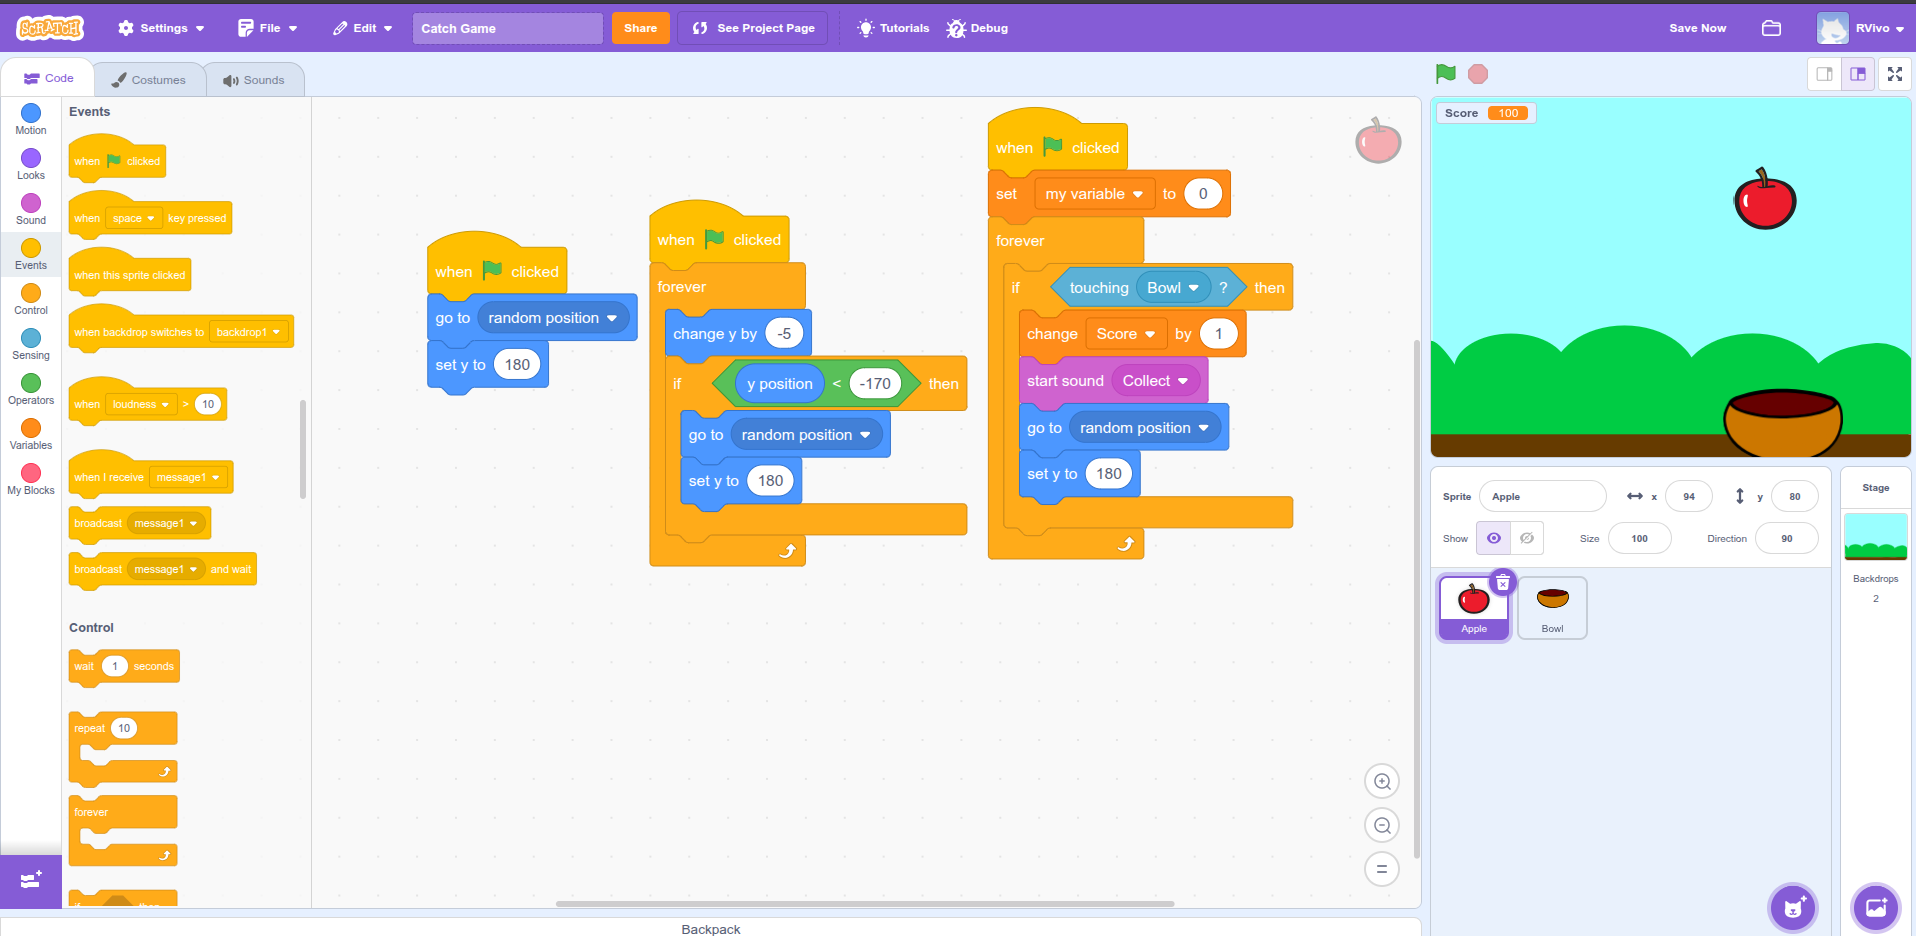 SCRATCH
Settings File Edit Catch Game Share See Project Page Tutorials Debug Save Now RVivo
Code Costumes Sounds
Motion
Looks
Sound
Events
Control
Sensing
Operators
Variables
My Blocks
Events
when clicked
when space key pressed
when this sprite clicked
when backdrop switches to backdrop1
when loudness > 10
when I receive message1
broadcast message1
broadcast message1 and wait
Control
wait 1 seconds
repeat 10
forever
if then
when clicked
go to random position
set y to 180
when clicked
forever
change y by -5
if y position < -170 then
go to random position
set y to 180
when clicked
set my variable to 0
forever
if touching Bowl ? then
change Score by 1
start sound Collect
go to random position
set y to 180
Backpack
Score 100
Sprite Apple x 94 y 80
Show Size 100 Direction 90
Apple
Bowl
Stage
Backdrops
2